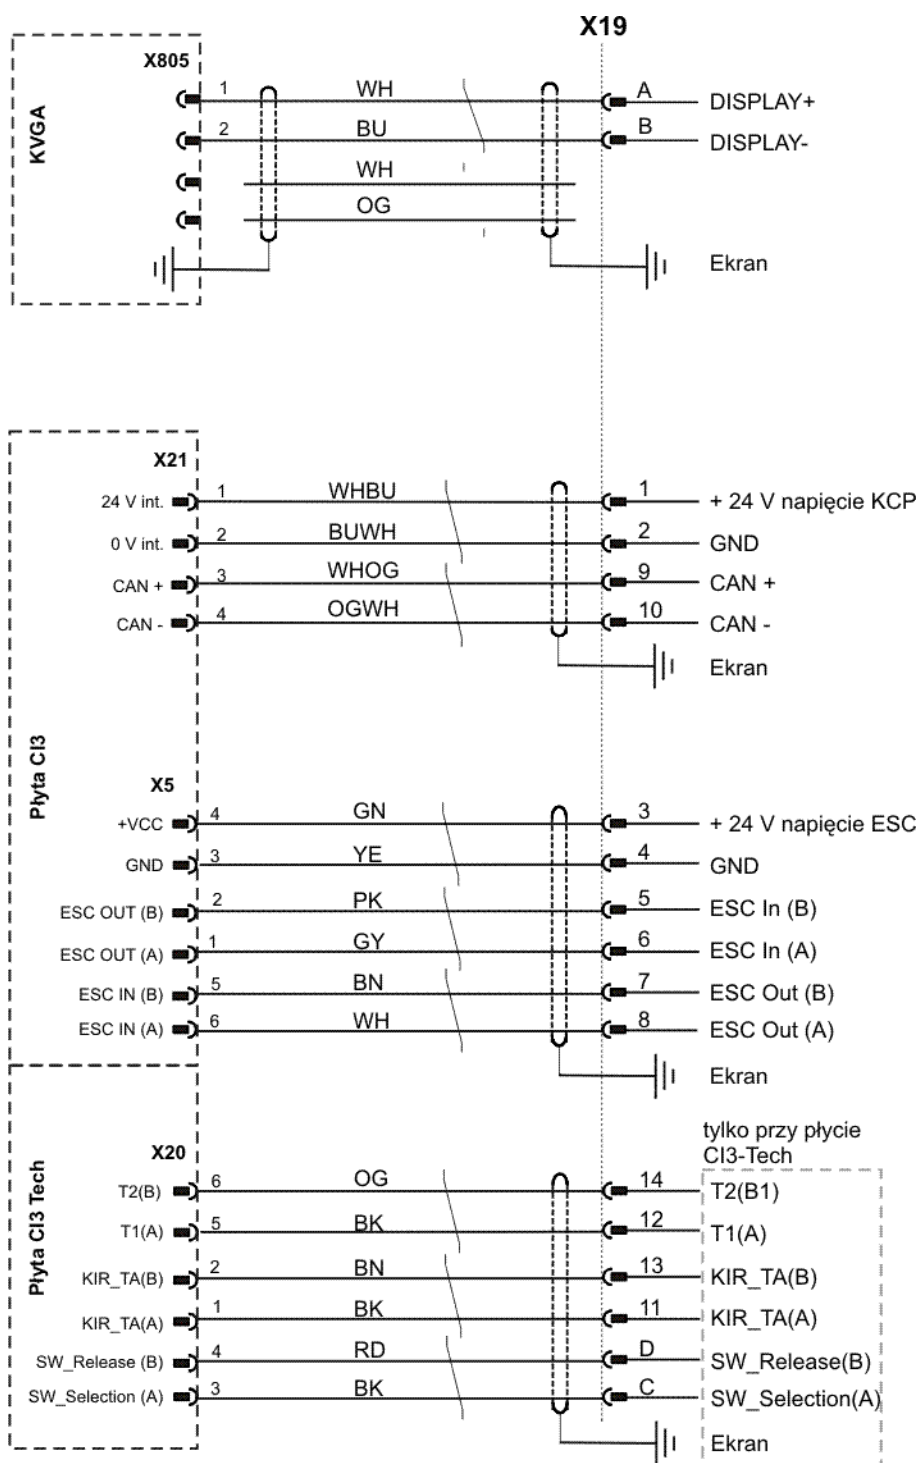 X19
KVGA
X805
1 WH A DISPLAY+
2 BU B DISPLAY-
WH
OG
Ekran
Płyta CI3
X21
24 V int. 1 WHBU 1 + 24 V napięcie KCP
0 V int. 2 BUWH 2 GND
CAN + 3 WHOG 9 CAN +
CAN - 4 OGWH 10 CAN -
Ekran
X5
+VCC 4 GN 3 + 24 V napięcie ESC
GND 3 YE 4 GND
ESC OUT (B) 2 PK 5 ESC In (B)
ESC OUT (A) 1 GY 6 ESC In (A)
ESC IN (B) 5 BN 7 ESC Out (B)
ESC IN (A) 6 WH 8 ESC Out (A)
Ekran
Płyta CI3 Tech
tylko przy płycie
CI3-Tech
X20
T2(B) 6 OG 14 T2(B1)
T1(A) 5 BK 12 T1(A)
KIR_TA(B) 2 BN 13 KIR_TA(B)
KIR_TA(A) 1 BK 11 KIR_TA(A)
SW_Release (B) 4 RD D SW_Release(B)
SW_Selection (A) 3 BK C SW_Selection(A)
Ekran